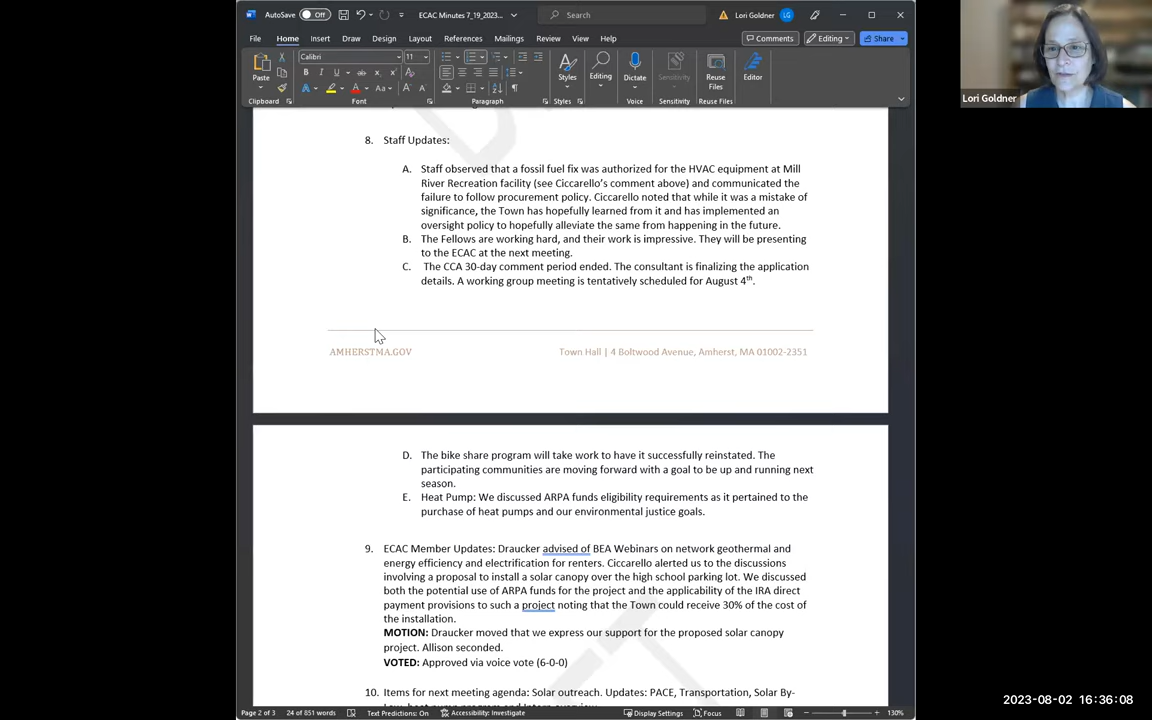 AutoSave Off ECAC Minutes 7_19_2023... Search Lori Goldner LG
File Home Insert Draw Design Layout References Mailings Review View Help Comments Editing Share
Calibri 11
Paste Styles Editing Dictate Sensitivity Reuse Files Editor
Clipboard Font Paragraph Styles Voice Sensitivity Reuse Files
Lori Goldner
8. Staff Updates:
A. Staff observed that a fossil fuel fix was authorized for the HVAC equipment at Mill
River Recreation facility (see Ciccarello's comment above) and communicated the
failure to follow procurement policy. Ciccarello noted that while it was a mistake of
significance, the Town has hopefully learned from it and has implemented an
oversight policy to hopefully alleviate the same from happening in the future.
B. The Fellows are working hard, and their work is impressive. They will be presenting
to the ECAC at the next meeting.
C. The CCA 30-day comment period ended. The consultant is finalizing the application
details. A working group meeting is tentatively scheduled for August 4th.
AMHERSTMA.GOV Town Hall | 4 Boltwood Avenue, Amherst, MA 01002-2351
D. The bike share program will take work to have it successfully reinstated. The
participating communities are moving forward with a goal to be up and running next
season.
E. Heat Pump: We discussed ARPA funds eligibility requirements as it pertained to the
purchase of heat pumps and our environmental justice goals.
9. ECAC Member Updates: Draucker advised of BEA Webinars on network geothermal and
energy efficiency and electrification for renters. Ciccarello alerted us to the discussions
involving a proposal to install a solar canopy over the high school parking lot. We discussed
both the potential use of ARPA funds for the project and the applicability of the IRA direct
payment provisions to such a project noting that the Town could receive 30% of the cost of
the installation.
MOTION: Draucker moved that we express our support for the proposed solar canopy
project. Allison seconded.
VOTED: Approved via voice vote (6-0-0)
10. Items for next meeting agenda: Solar outreach. Updates: PACE, Transportation, Solar By-
Page 2 of 3 24 of 851 words Text Predictions: On Accessibility: Investigate Display Settings Focus 130%
2023-08-02 16:36:08